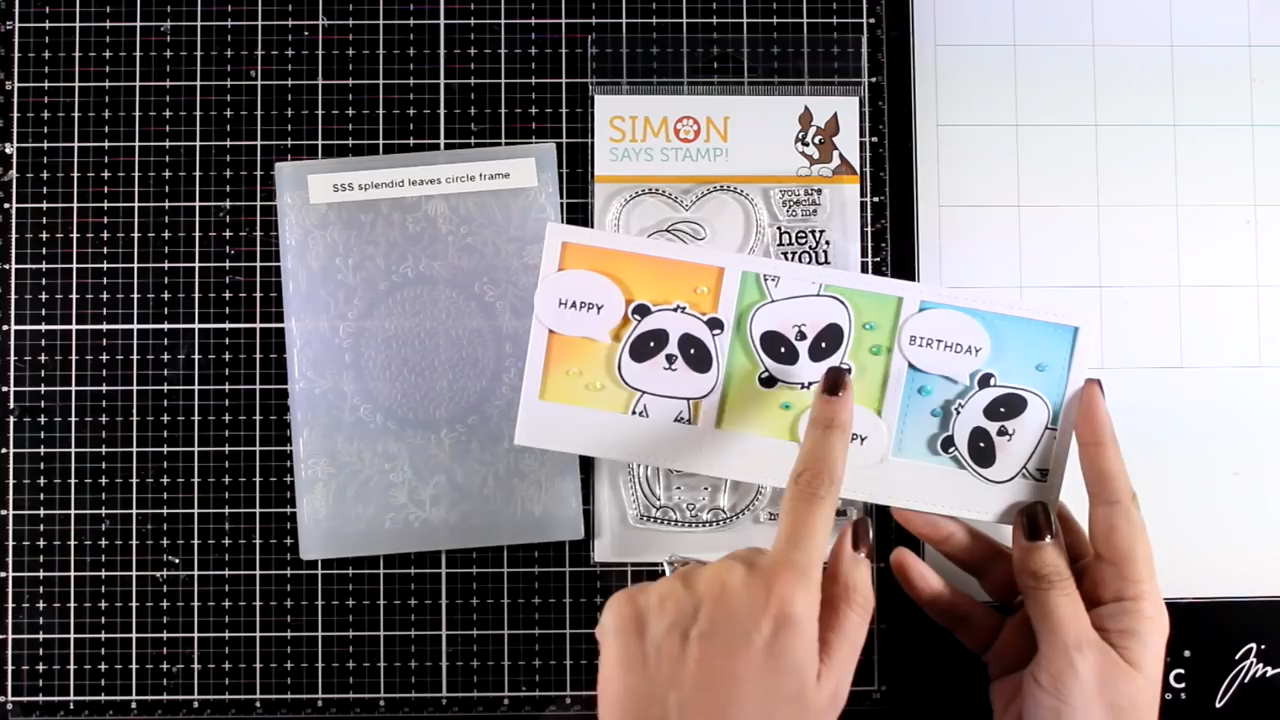 SSS splendid leaves circle frame
SIMON
SAYS STAMP!
you are
special
to me
hey,
you
HAPPY
BIRTHDAY